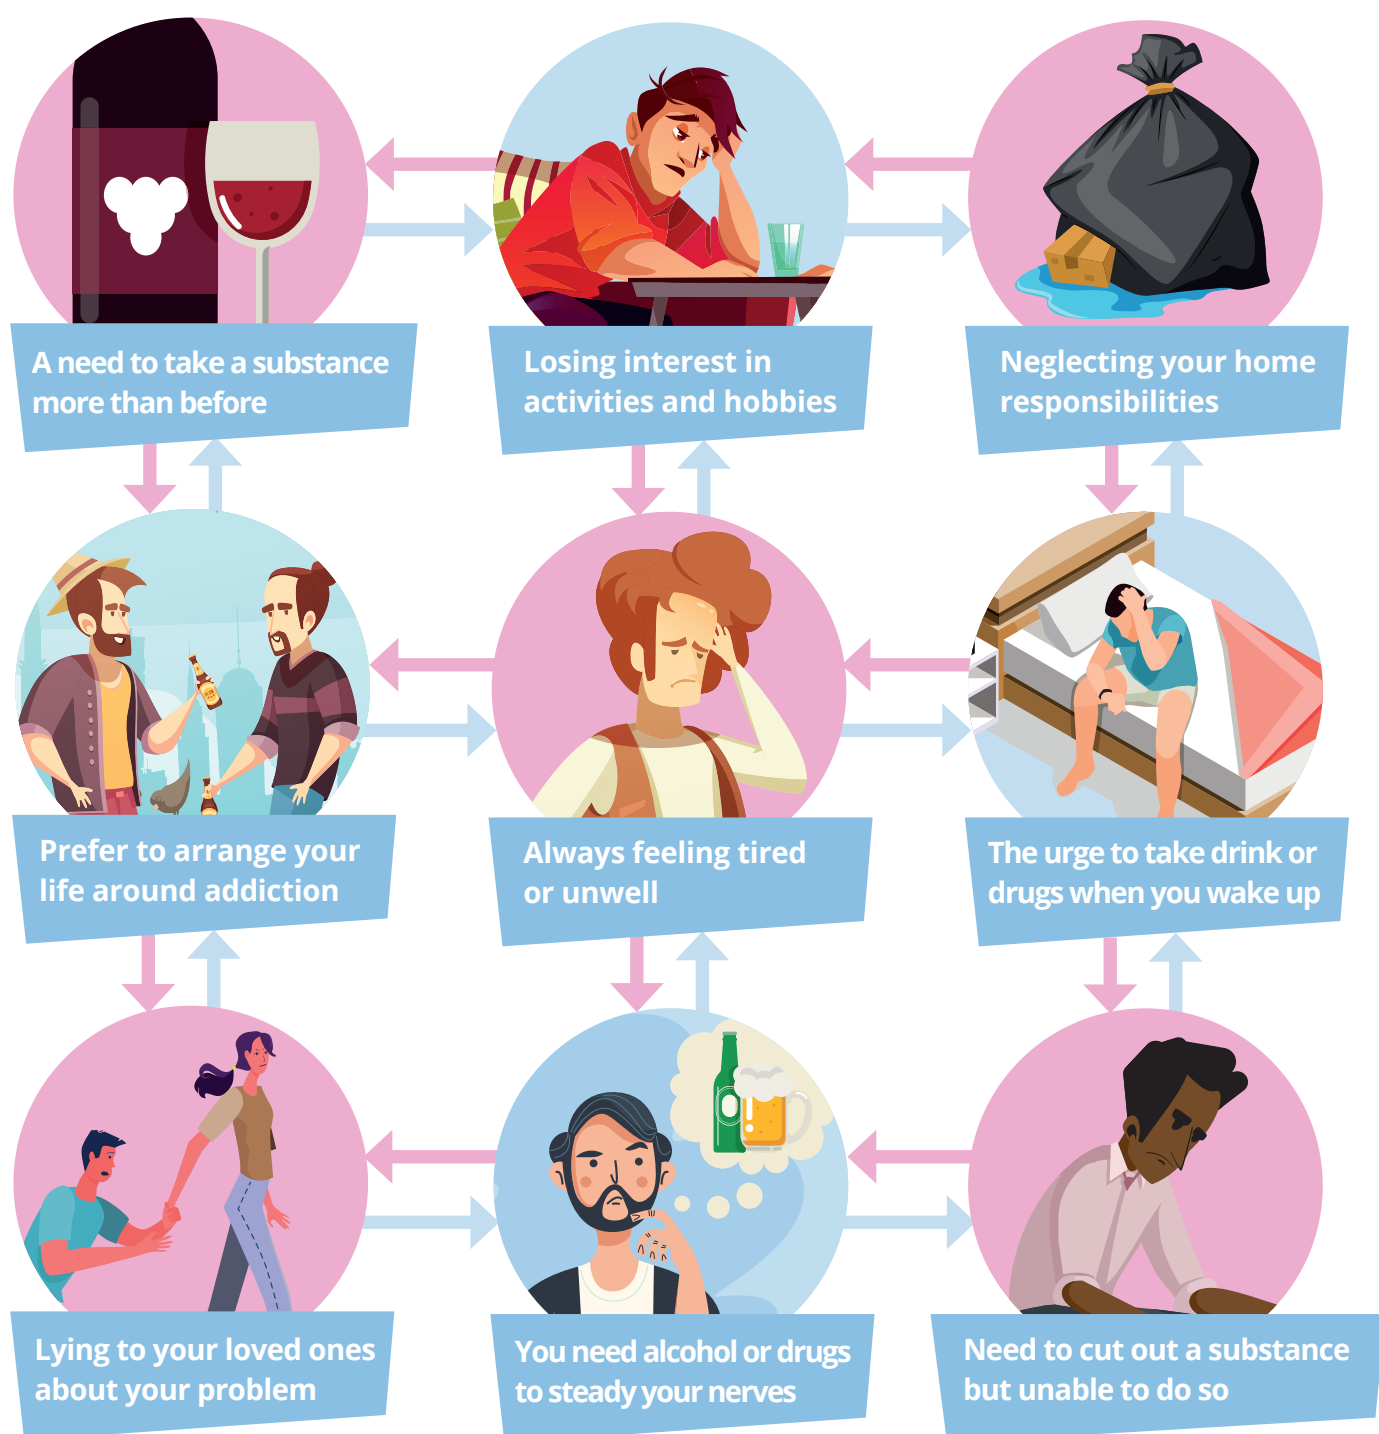 A need to take a substance
more than before
Losing interest in
activities and hobbies
Neglecting your home
responsibilities
Prefer to arrange your
life around addiction
Always feeling tired
or unwell
The urge to take drink or
drugs when you wake up
Lying to your loved ones
about your problem
You need alcohol or drugs
to steady your nerves
Need to cut out a substance
but unable to do so